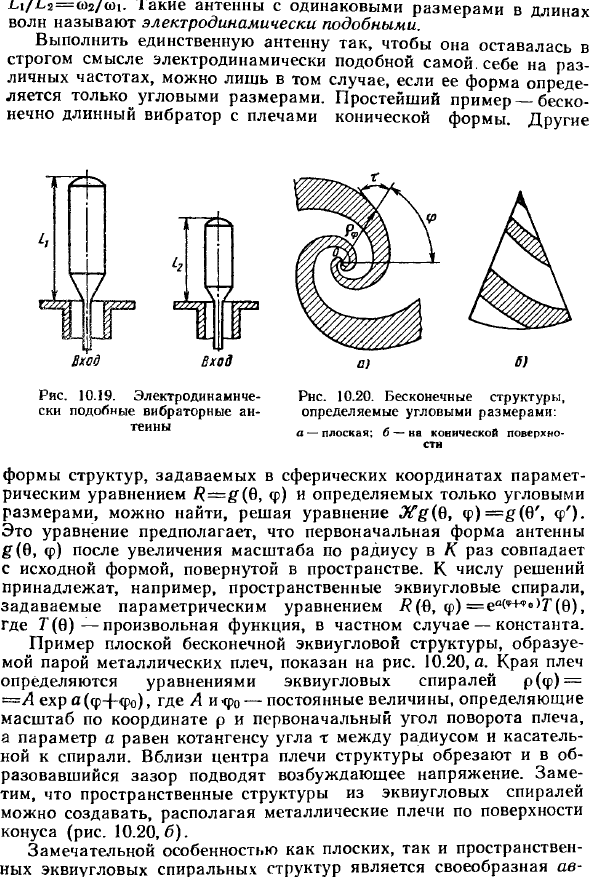 L₁/L₂=ω₂/ω₁. Такие антенны с одинаковыми размерами в длинах
волн называют электродинамически подобными.
Выполнить единственную антенну так, чтобы она оставалась в
строгом смысле электродинамически подобной самой себе на раз-
личных частотах, можно лишь в том случае, если ее форма опреде-
ляется только угловыми размерами. Простейший пример — беско-
нечно длинный вибратор с плечами конической формы. Другие
L₁
L₂
Вход
Вход
τ
φ
ρφ
0
а)
б)
Рис. 10.19. Электродинамиче-
ски подобные вибраторные ан-
тенны
Рис. 10.20. Бесконечные структуры,
определяемые угловыми размерами:
а — плоская; б — на конической поверхно-
сти
формы структур, задаваемых в сферических координатах парамет-
рическим уравнением R=g(θ, φ) и определяемых только угловыми
размерами, можно найти, решая уравнение Kg(θ, φ)=g(θ′, φ′).
Это уравнение предполагает, что первоначальная форма антенны
g(θ, φ) после увеличения масштаба по радиусу в K раз совпадает
с исходной формой, повернутой в пространстве. К числу решений
принадлежат, например, пространственные эквиугловые спирали,
задаваемые параметрическим уравнением R(θ, φ)=eᵃ⁽ᵠ⁺ᵠ⁰⁾T(θ),
где T(θ) — произвольная функция, в частном случае — константа.
Пример плоской бесконечной эквиугловой структуры, образуе-
мой парой металлических плеч, показан на рис. 10.20, а. Края плеч
определяются уравнениями эквиугловых спиралей ρ(φ)=
=A exp a(φ+φ₀), где A и φ₀ — постоянные величины, определяющие
масштаб по координате ρ и первоначальный угол поворота плеча,
а параметр a равен котангенсу угла τ между радиусом и касатель-
ной к спирали. Вблизи центра плечи структуры обрезают и в об-
разовавшийся зазор подводят возбуждающее напряжение. Заме-
тим, что пространственные структуры из эквиугловых спиралей
можно создавать, располагая металлические плечи по поверхности
конуса (рис. 10.20, б).
Замечательной особенностью как плоских, так и пространствен-
ных эквиугловых спиральных структур является своеобразная ав-